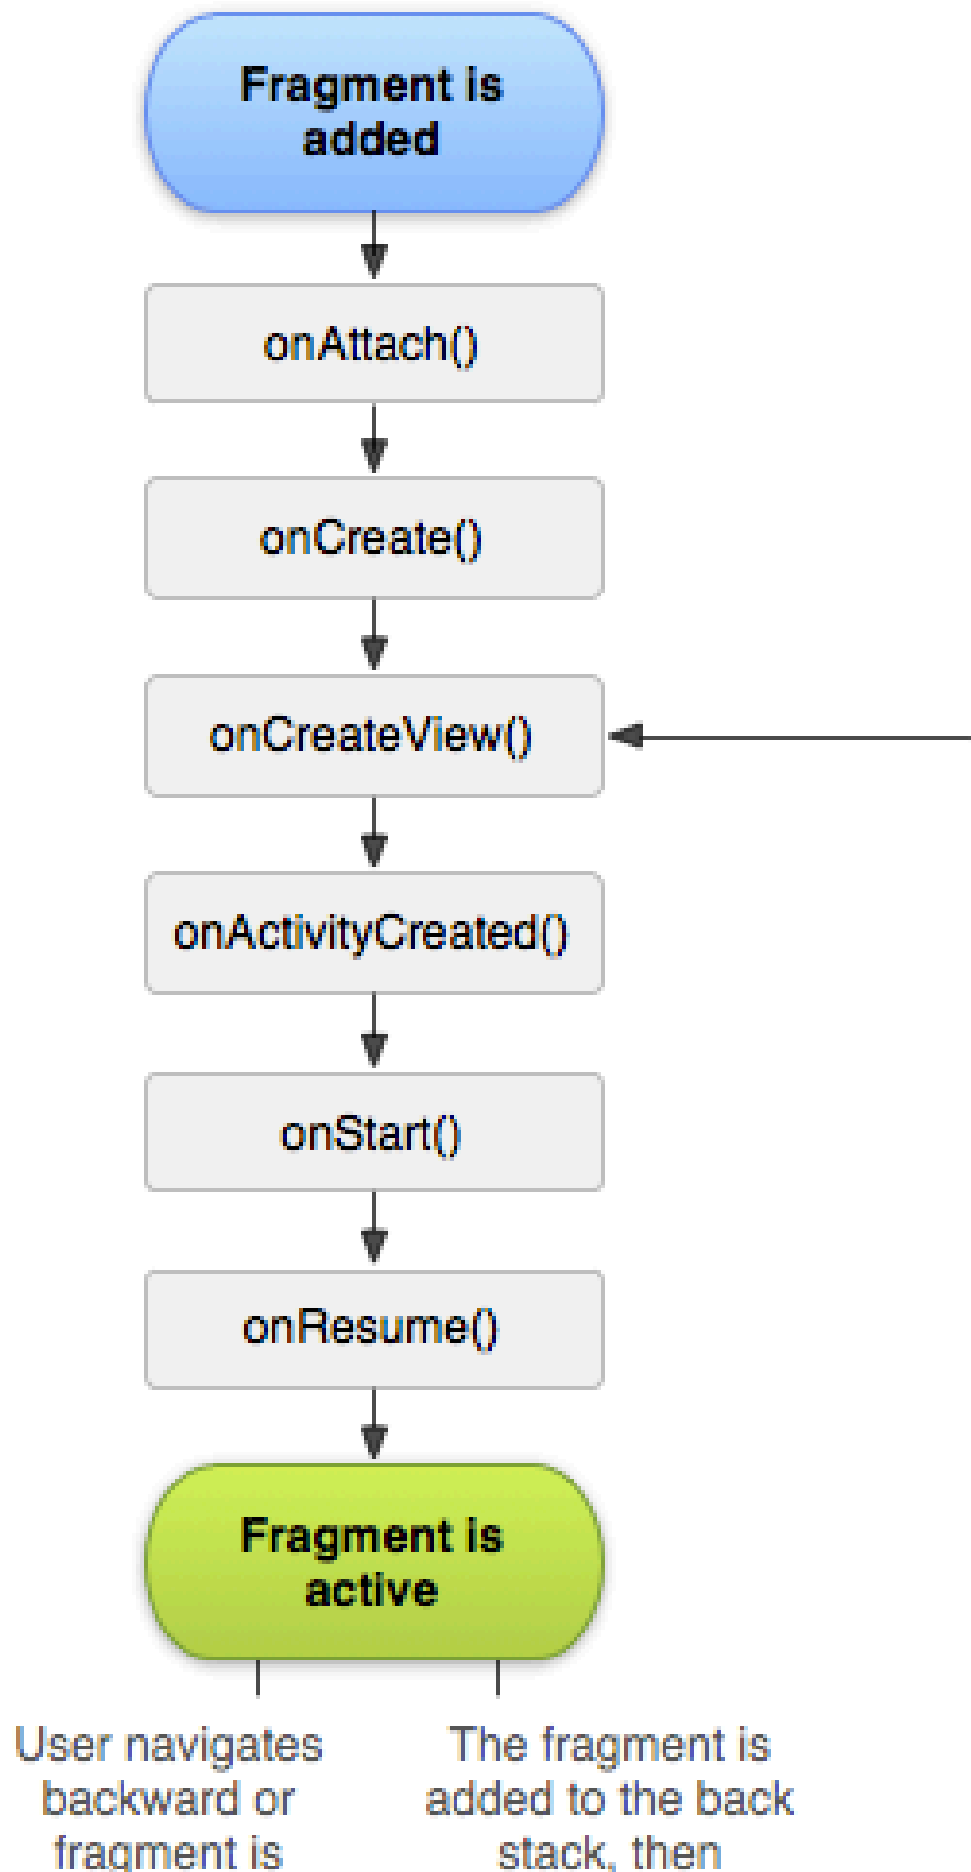 Fragment is
added
onAttach()
onCreate()
onCreateView()
onActivityCreated()
onStart()
onResume()
Fragment is
active
User navigates
backward or
fragment is
The fragment is
added to the back
stack, then